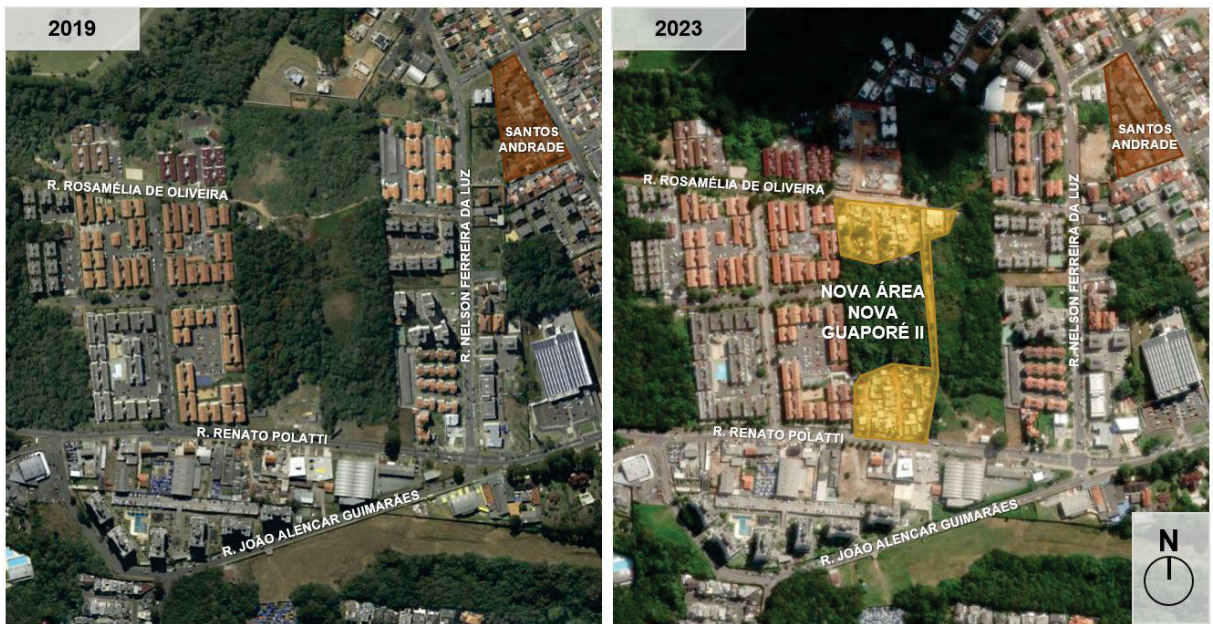 2019
SANTOS
ANDRADE
R. ROSAMÉLIA DE OLIVEIRA
R. NELSON FERREIRA DA LUZ
R. RENATO POLATTI
R. JOÃO ALENCAR GUIMARÃES
2023
SANTOS
ANDRADE
R. ROSAMÉLIA DE OLIVEIRA
R. NELSON FERREIRA DA LUZ
NOVA ÁREA
NOVA
GUAPORÉ II
R. RENATO POLATTI
R. JOÃO ALENCAR GUIMARÃES
N